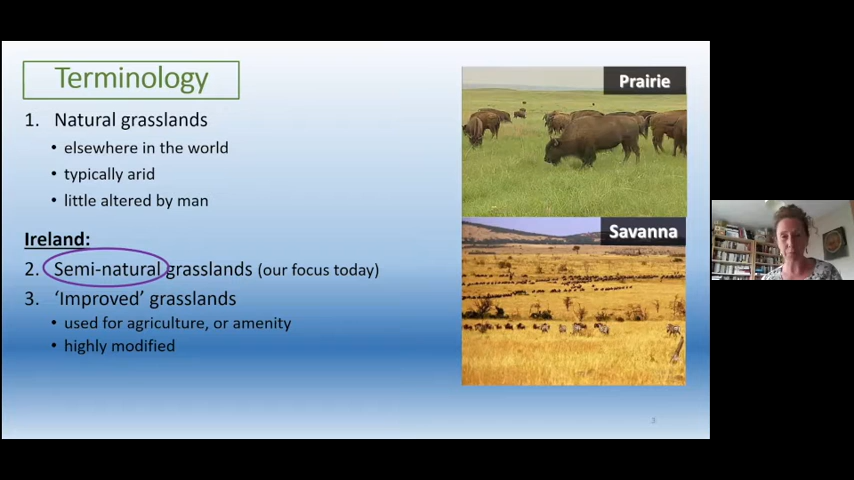 Terminology
1. Natural grasslands
• elsewhere in the world
• typically arid
• little altered by man
Ireland:
2. Semi-natural grasslands (our focus today)
3. ‘Improved’ grasslands
• used for agriculture, or amenity
• highly modified
Prairie
Savanna
3